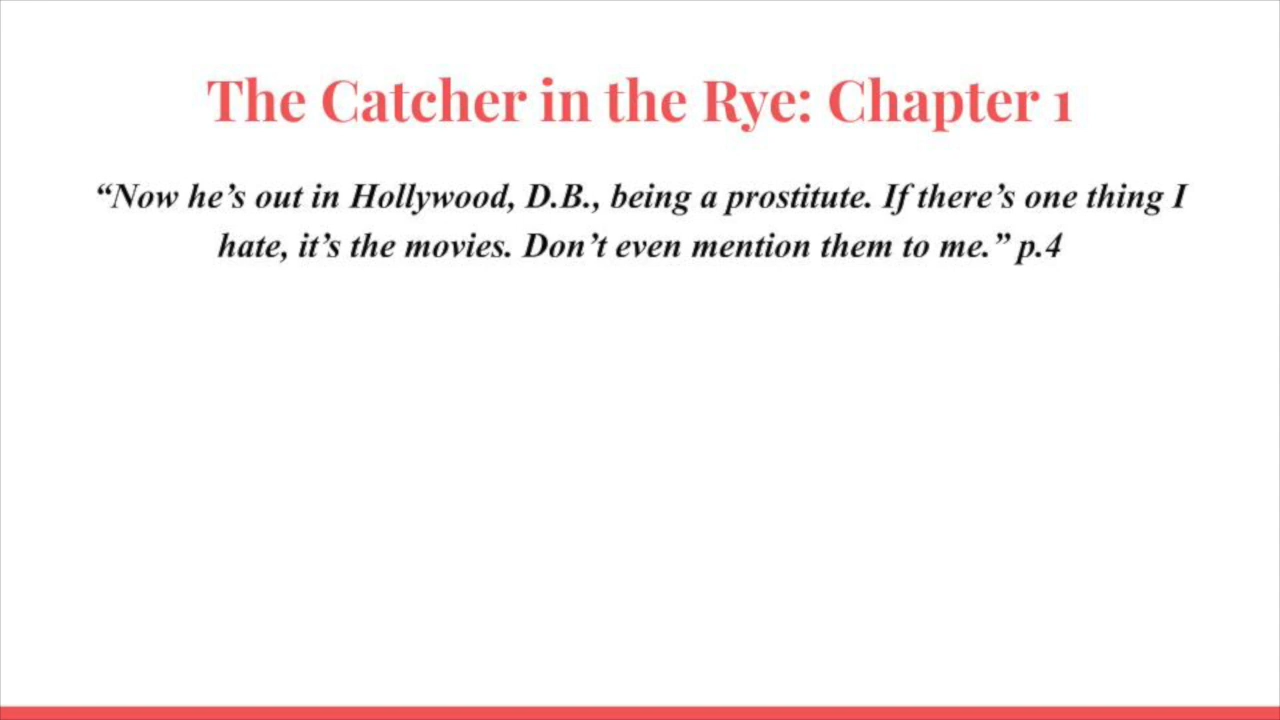 The Catcher in the Rye: Chapter 1
“Now he’s out in Hollywood, D.B., being a prostitute. If there’s one thing I
hate, it’s the movies. Don’t even mention them to me.” p.4